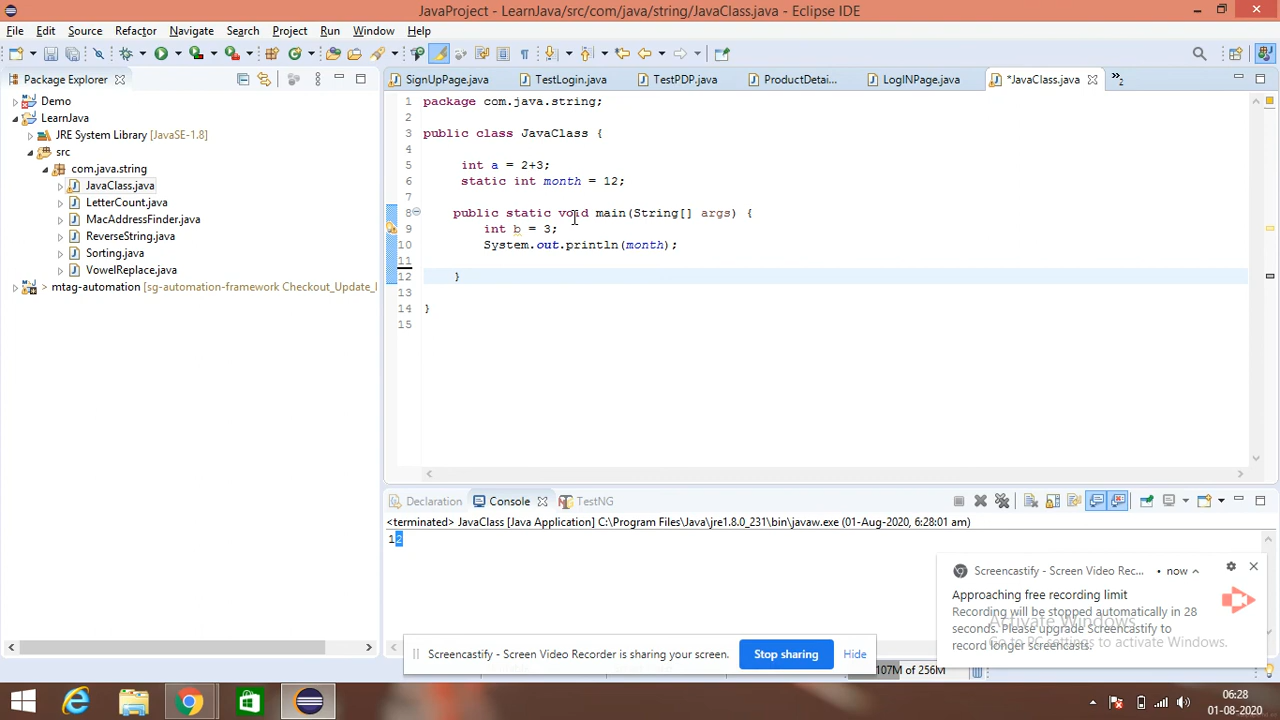 JavaProject - LearnJava/src/com/java/string/JavaClass.java - Eclipse IDE
File Edit Source Refactor Navigate Search Project Run Window Help
Package Explorer
Demo
LearnJava
JRE System Library [JavaSE-1.8]
src
com.java.string
JavaClass.java
LetterCount.java
MacAddressFinder.java
ReverseString.java
Sorting.java
VowelReplace.java
> mtag-automation [sg-automation-framework Checkout_Update_
SignUpPage.java TestLogin.java TestPDP.java ProductDetai... LogINPage.java *JavaClass.java »2
1 package com.java.string;
2
3 public class JavaClass {
4
5 int a = 2+3;
6 static int month = 12;
7
8 public static void main(String[] args) {
9 int b = 3;
10 System.out.println(month);
11
12 }
13
14 }
15
Declaration Console TestNG
<terminated> JavaClass [Java Application] C:\Program Files\Java\jre1.8.0_231\bin\javaw.exe (01-Aug-2020, 6:28:01 am)
12
Screencastify - Screen Video Rec... • now
Approaching free recording limit
Recording will be stopped automatically in 28
seconds. Please upgrade Screencastify to
record longer screencasts.
Activate Windows
Go to PC settings to activate Windows.
Screencastify - Screen Video Recorder is sharing your screen. Stop sharing Hide
107M of 256M
06:28
01-08-2020